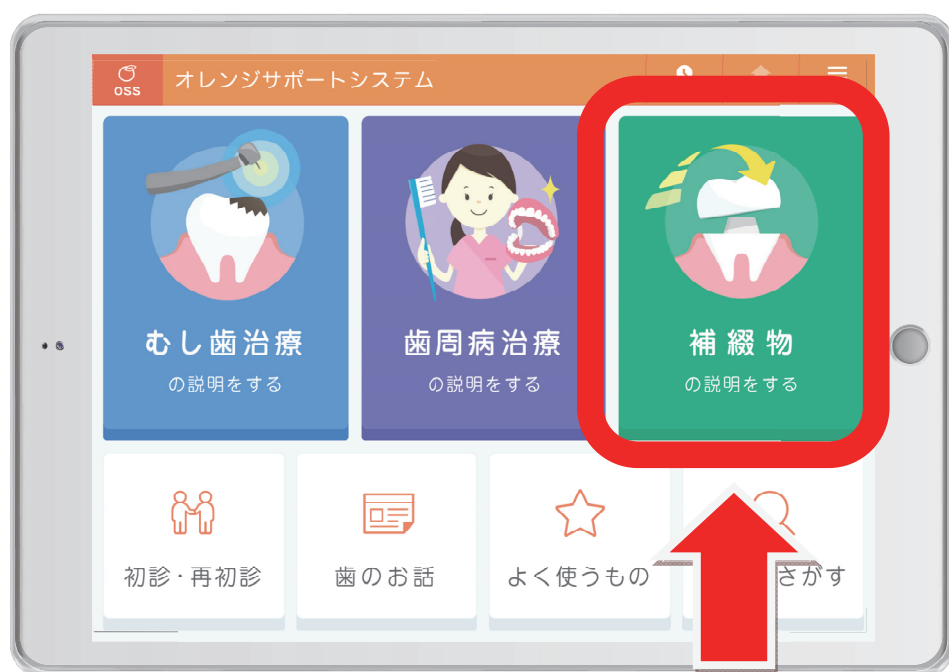 OSS
オレンジサポートシステム
むし歯治療
の説明をする
歯周病治療
の説明をする
補綴物
の説明をする
初診・再初診
歯のお話
よく使うもの
さがす